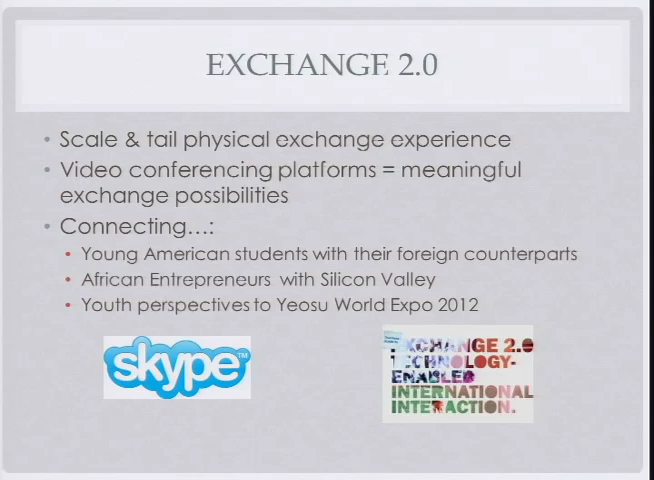 EXCHANGE 2.0
• Scale & tail physical exchange experience
• Video conferencing platforms = meaningful
exchange possibilities
• Connecting...:
• Young American students with their foreign counterparts
• African Entrepreneurs with Silicon Valley
• Youth perspectives to Yeosu World Expo 2012
skype™
EXCHANGE 2.0
TECHNOLOGY-
ENABLED
INTERNATIONAL
INTERACTION.